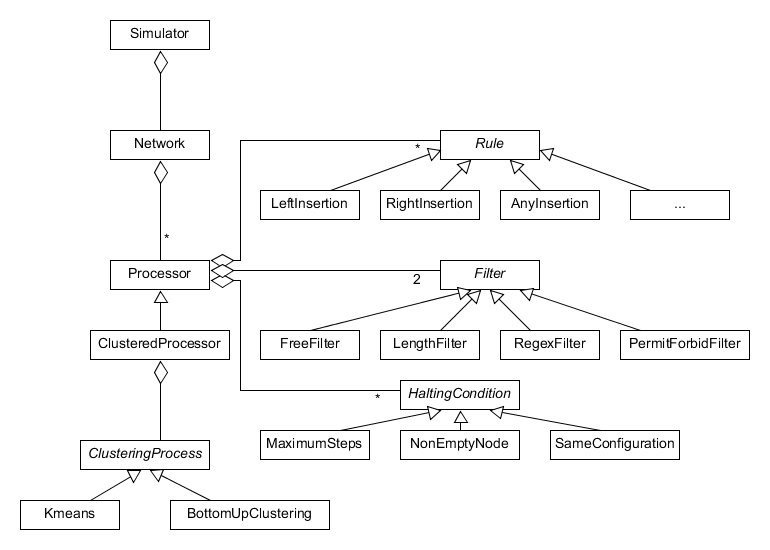 Simulator
Network
*
Rule
LeftInsertion
RightInsertion
AnyInsertion
...
*
Processor
2
Filter
FreeFilter
LengthFilter
RegexFilter
PermitForbidFilter
ClusteredProcessor
*
HaltingCondition
MaximumSteps
NonEmptyNode
SameConfiguration
ClusteringProcess
Kmeans
BottomUpClustering